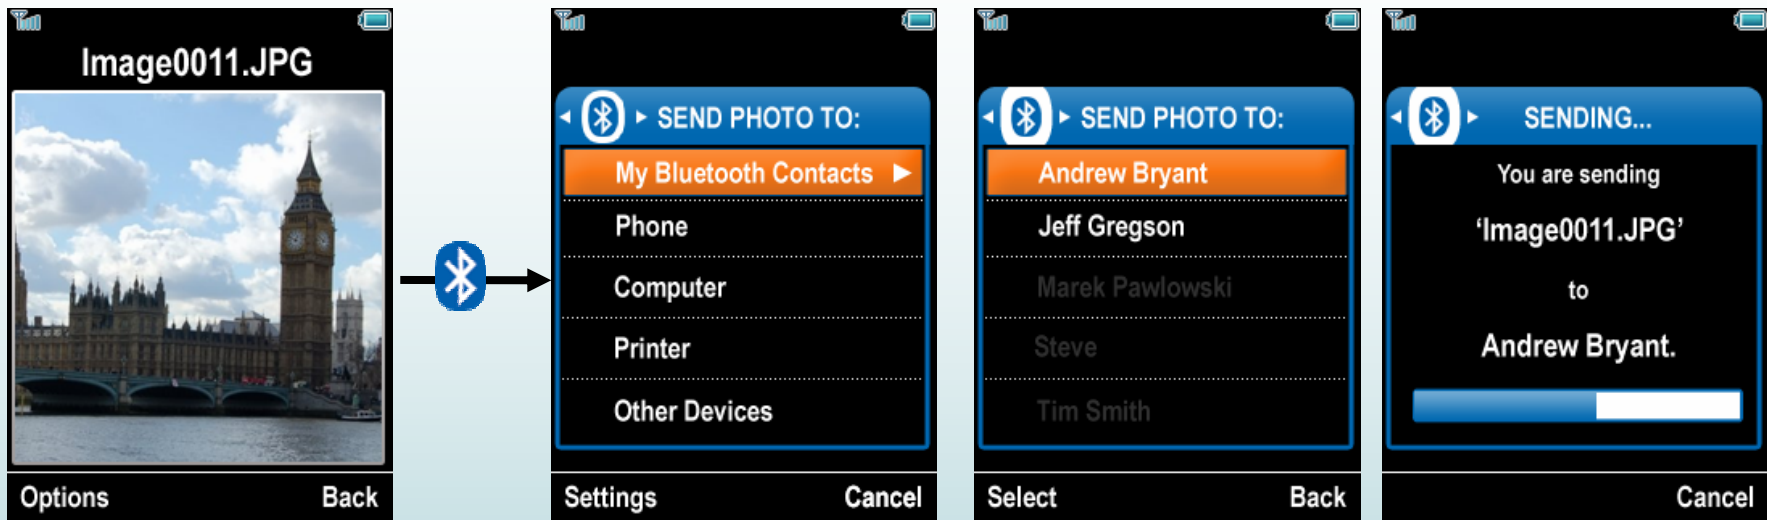 Image0011.JPG
Options
Back
SEND PHOTO TO:
My Bluetooth Contacts
Phone
Computer
Printer
Other Devices
Settings
Cancel
SEND PHOTO TO:
Andrew Bryant
Jeff Gregson
Marek Pawlowski
Steve
Tim Smith
Select
Back
SENDING...
You are sending
‘Image0011.JPG’
to
Andrew Bryant.
Cancel